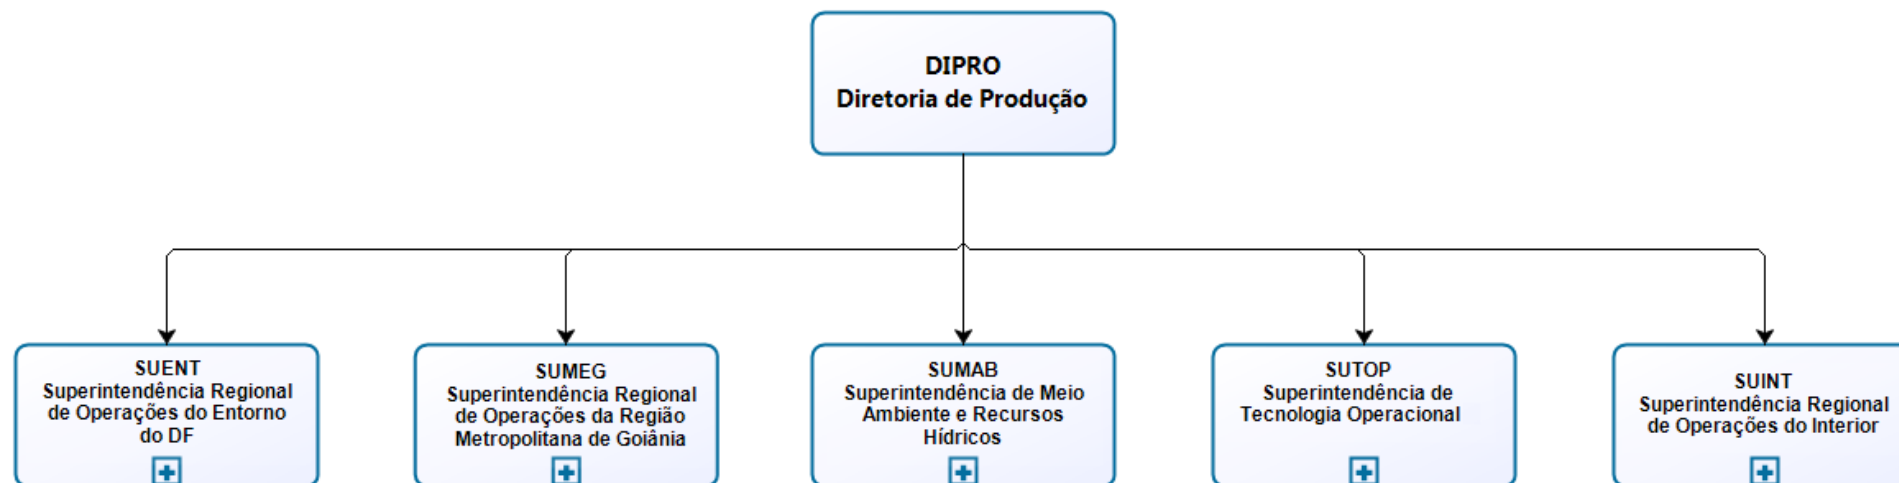 DIPRO
Diretoria de Produção
SUENT
Superintendência Regional
de Operações do Entorno
do DF
SUMEG
Superintendência Regional
de Operações da Região
Metropolitana de Goiânia
SUMAB
Superintendência de Meio
Ambiente e Recursos
Hídricos
SUTOP
Superintendência de
Tecnologia Operacional
SUINT
Superintendência Regional
de Operações do Interior